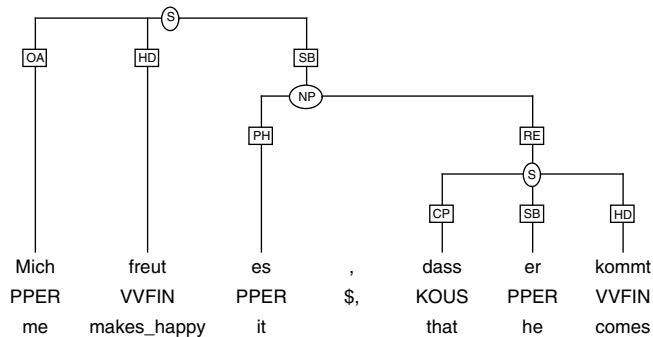 S
OA HD SB
NP
PH RE
S
CP SB HD
Mich freut es , dass er kommt
PPER VVFIN PPER $, KOUS PPER VVFIN
me makes_happy it that he comes